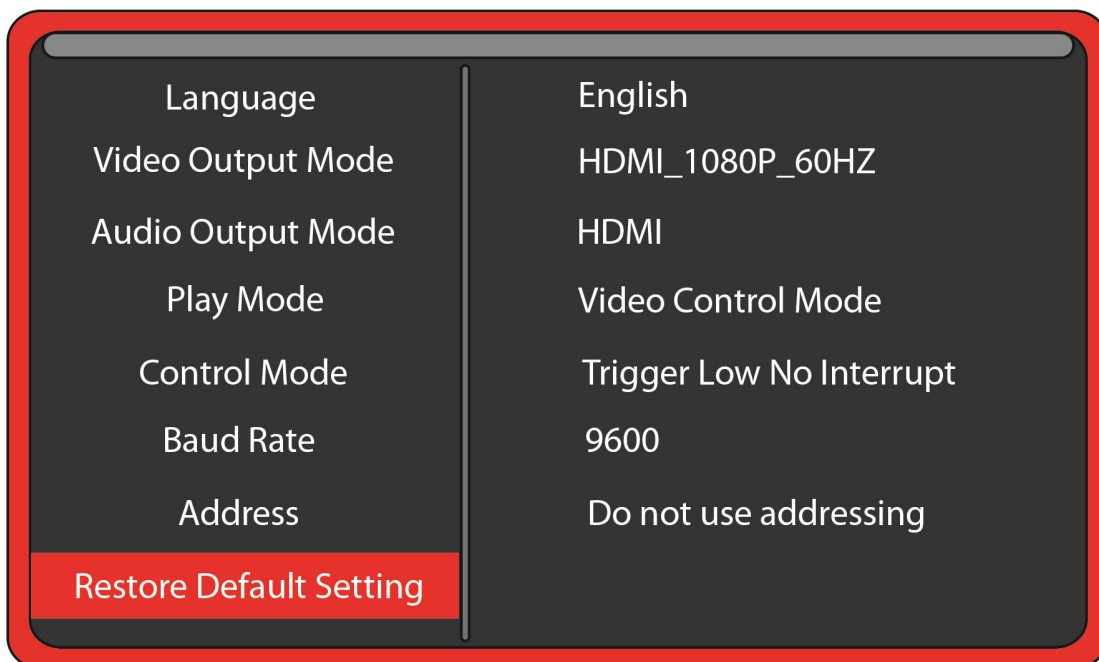 Language English
Video Output Mode HDMI_1080P_60HZ
Audio Output Mode HDMI
Play Mode Video Control Mode
Control Mode Trigger Low No Interrupt
Baud Rate 9600
Address Do not use addressing
Restore Default Setting